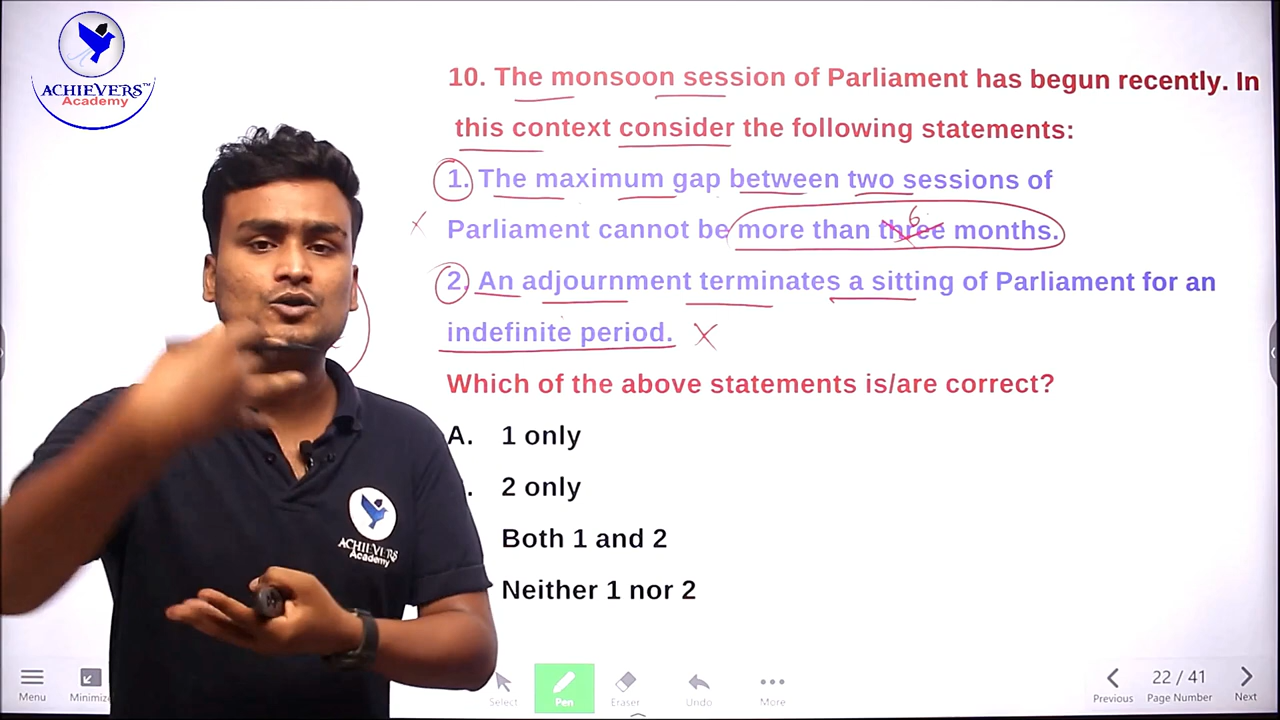 ACHIEVERS™
Academy
10. The monsoon session of Parliament has begun recently. In
this context consider the following statements:
1. The maximum gap between two sessions of
6
Parliament cannot be more than three months.
2. An adjournment terminates a sitting of Parliament for an
indefinite period. X
Which of the above statements is/are correct?
A. 1 only
. 2 only
Both 1 and 2
Neither 1 nor 2
ACHIEVERS
Academy
Menu
Minimize
Select
Pen
Eraser
Undo
More
Previous
22 / 41
Page Number
Next